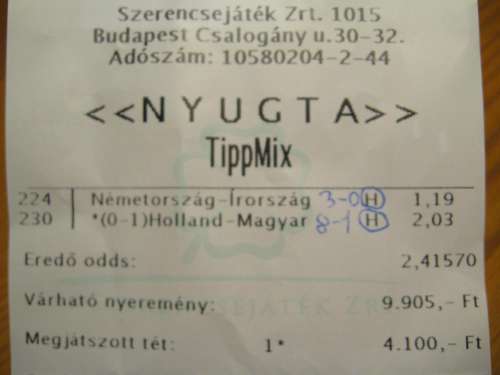 Szerencsejáték Zrt. 1015
Budapest Csalogány u.30-32.
Adószám: 10580204-2-44
<<NYUGTA>>
TippMix
224 Németország-Írország 3-0 H 1,19
230 *(0-1)Holland-Magyar 8-1 H 2,03
Eredő odds: 2,41570
Várható nyeremény: 9.905,- Ft
Megjátszott tét: 1* 4.100,- Ft